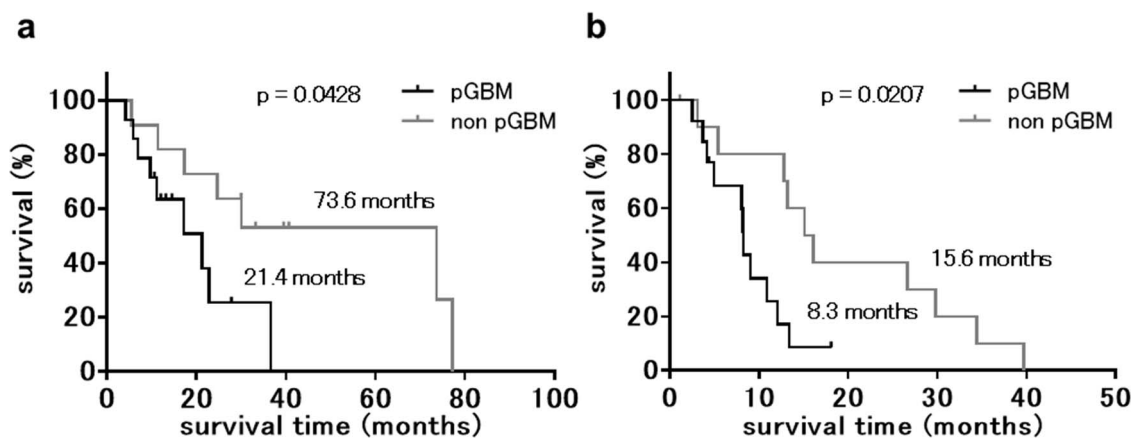 a
p = 0.0428
pGBM
non pGBM
survival (%)
100
80
60
40
20
0
73.6 months
21.4 months
0 20 40 60 80 100
survival time (months)
b
p = 0.0207
pGBM
non pGBM
survival (%)
100
80
60
40
20
0
15.6 months
8.3 months
0 10 20 30 40 50
survival time (months)